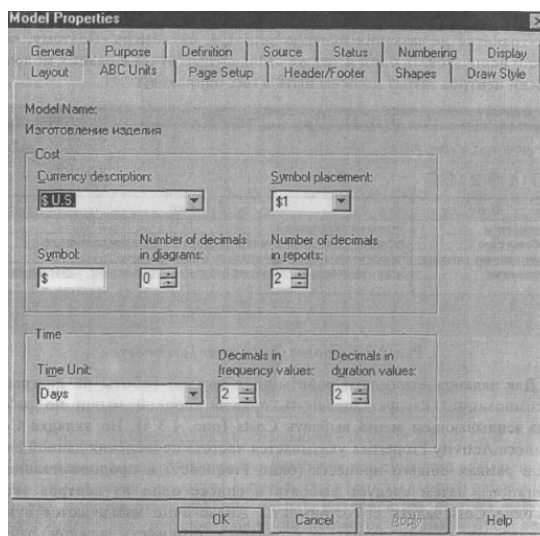 Model Properties
General Purpose Definition Source Status Numbering Display
Layout ABC Units Page Setup Header/Footer Shapes Draw Style
Model Name:
Изготовление изделия
Cost
Currency description: Symbol placement:
$ U.S. $1
Symbol: Number of decimals in diagrams: Number of decimals in reports:
$ 0 2
Time
Time Unit: Decimals in frequency values: Decimals in duration values:
Days 2 2
OK Cancel Apply Help